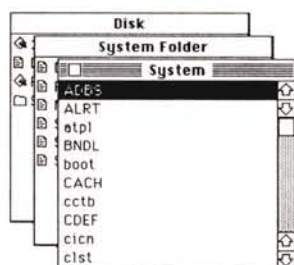 Disk
System Folder
System
ADBS
ALRT
atpl
BNDL
boot
CACH
cctb
CDEF
cicn
clst